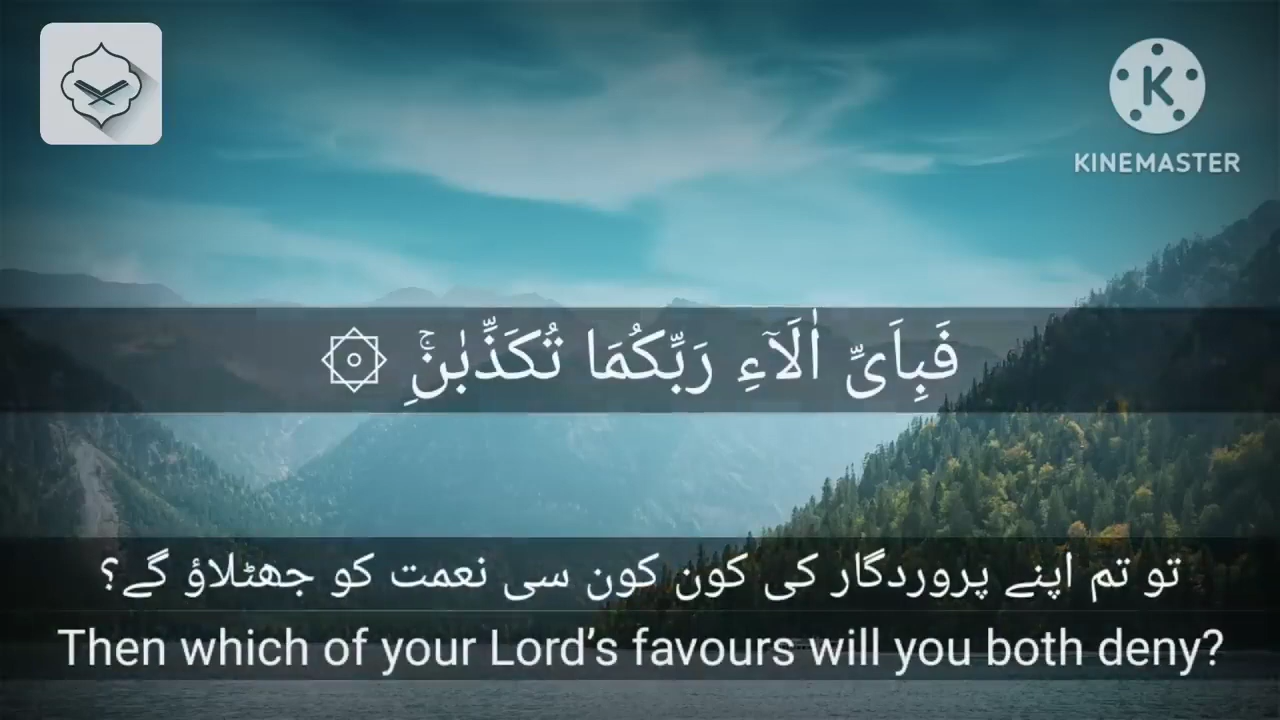 KINEMASTER
فَبِاَىِّ اٰلَآءِ رَبِّكُمَا تُكَذِّبٰنِۚ ۞
تو تم اپنے پروردگار کی کون کون سی نعمت کو جھٹلاؤ گے؟
Then which of your Lord’s favours will you both deny?